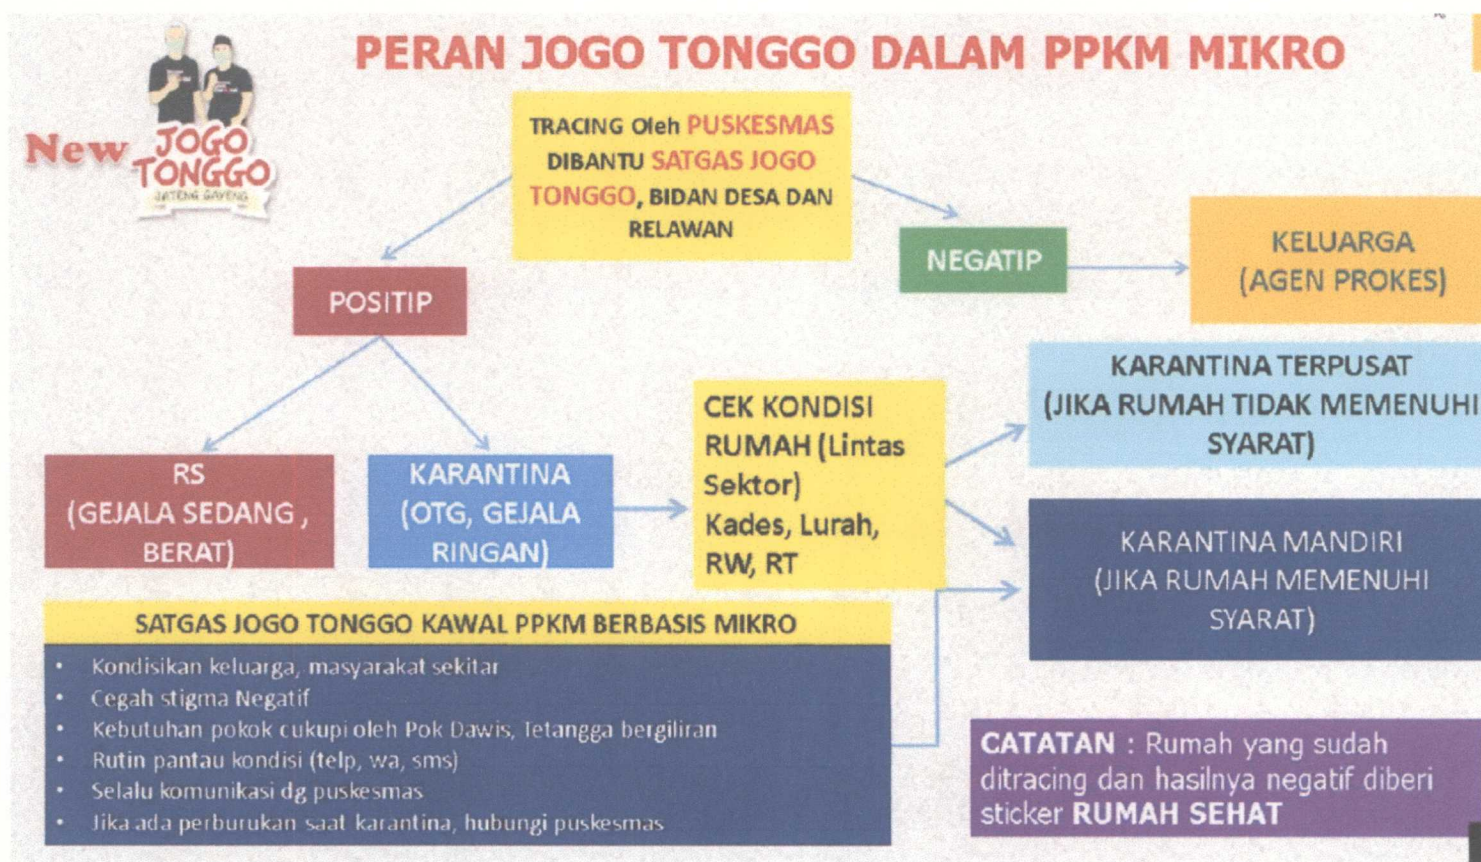 PERAN JOGO TONGGO DALAM PPKM MIKRO
New JOGO
TONGGO
JATENG GAYENG
TRACING Oleh PUSKESMAS
DIBANTU SATGAS JOGO
TONGGO, BIDAN DESA DAN
RELAWAN
POSITIP
NEGATIP
KELUARGA
(AGEN PROKES)
RS
(GEJALA SEDANG ,
BERAT)
KARANTINA
(OTG, GEJALA
RINGAN)
CEK KONDISI
RUMAH (Lintas
Sektor)
Kades, Lurah,
RW, RT
KARANTINA TERPUSAT
(JIKA RUMAH TIDAK MEMENUHI
SYARAT)
KARANTINA MANDIRI
(JIKA RUMAH MEMENUHI
SYARAT)
SATGAS JOGO TONGGO KAWAL PPKM BERBASIS MIKRO
• Kondisikan keluarga, masyarakat sekitar
• Cegah stigma Negatif
• Kebutuhan pokok cukupi oleh Pok Dawis, Tetangga bergiliran
• Rutin pantau kondisi (telp, wa, sms)
• Selalu komunikasi dg puskesmas
• Jika ada perburukan saat karantina, hubungi puskesmas
CATATAN : Rumah yang sudah
ditracing dan hasilnya negatif diberi
sticker RUMAH SEHAT